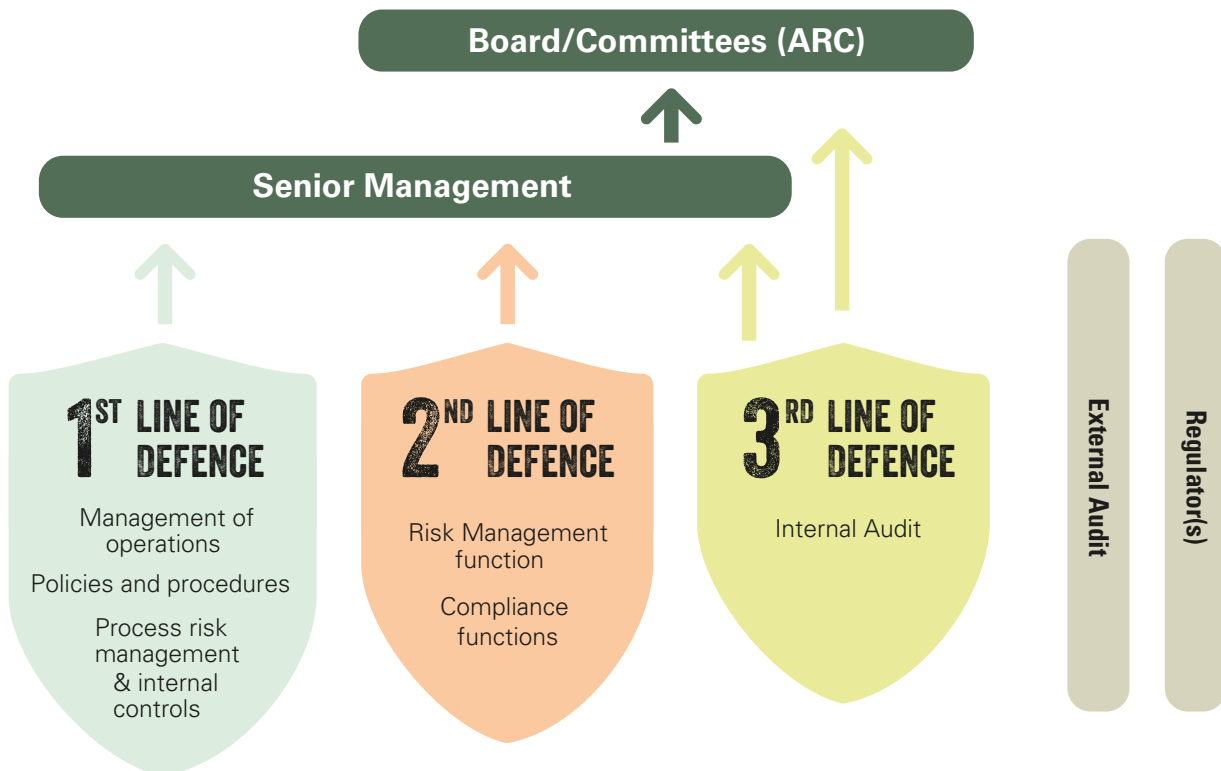 Board/Committees (ARC)
Senior Management
1ST LINE OF
DEFENCE
Management of
operations
Policies and procedures
Process risk
management
& internal
controls
2ND LINE OF
DEFENCE
Risk Management
function
Compliance
functions
3RD LINE OF
DEFENCE
Internal Audit
External Audit
Regulator(s)